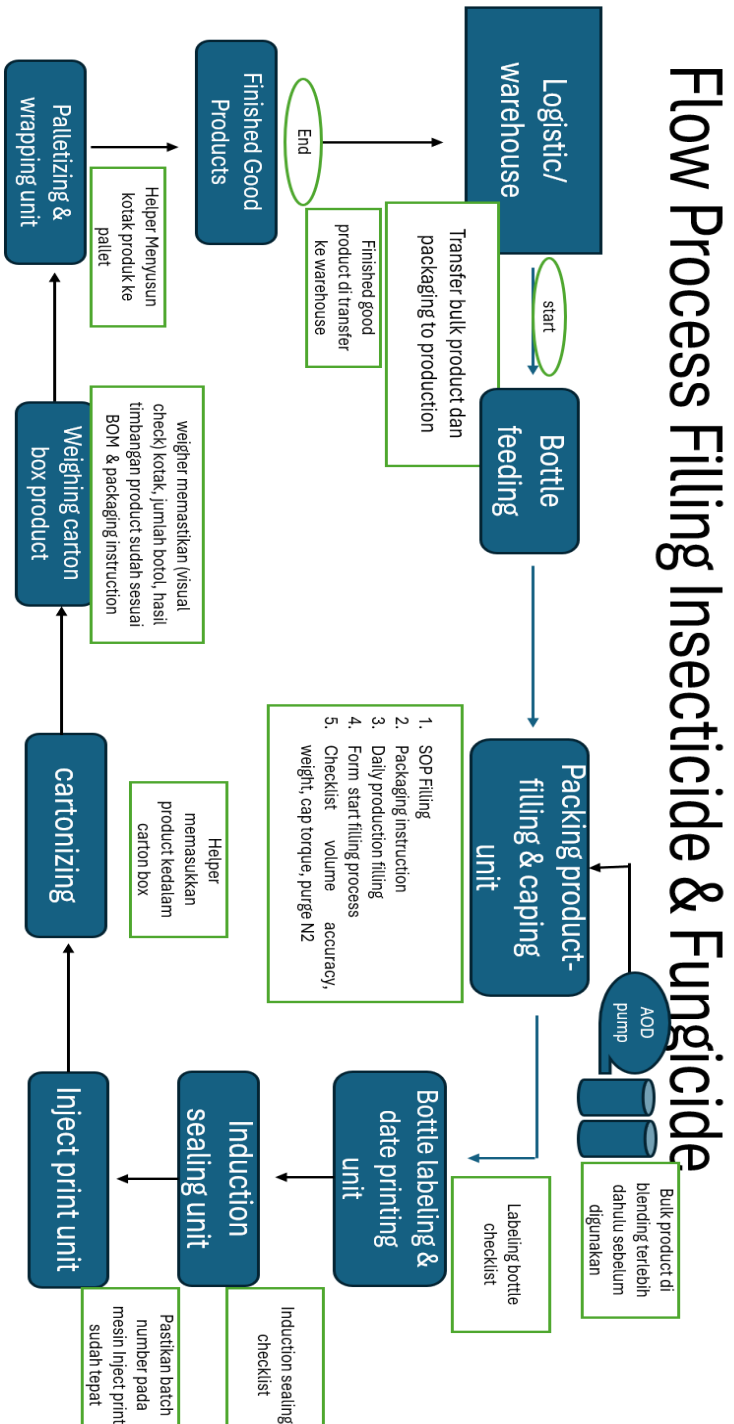 Flow Process Filling Insecticide & Fungicide
Logistic/
warehouse
start
Transfer bulk product dan
packaging to production
Bottle
feeding
Packing product-
filling & caping
unit
1. SOP Filling
2. Packaging instruction
3. Daily production filling
4. Form start filling process
5. Checklist volume accuracy,
weight, cap torque, purge N2
AOD
pump
Bulk product di
blending terlebih
dahulu sebelum
digunakan
Labeling bottle
checklist
Bottle labeling &
date printing
unit
Induction
sealing unit
Induction sealing
checklist
Inject print unit
Pastikan batch
number pada
mesin Inject print
sudah tepat
cartonizing
Helper
memasukkan
product kedalam
carton box
Weighing carton
box product
weigher memastikan (visual
check) kotak, jumlah botol, hasil
timbangan product sudah sesuai
BOM & packaging instruction
Palletizing &
wrapping unit
Helper Menyusun
kotak produk ke
pallet
Finished Good
Products
End
Finished good
product di transfer
ke warehouse